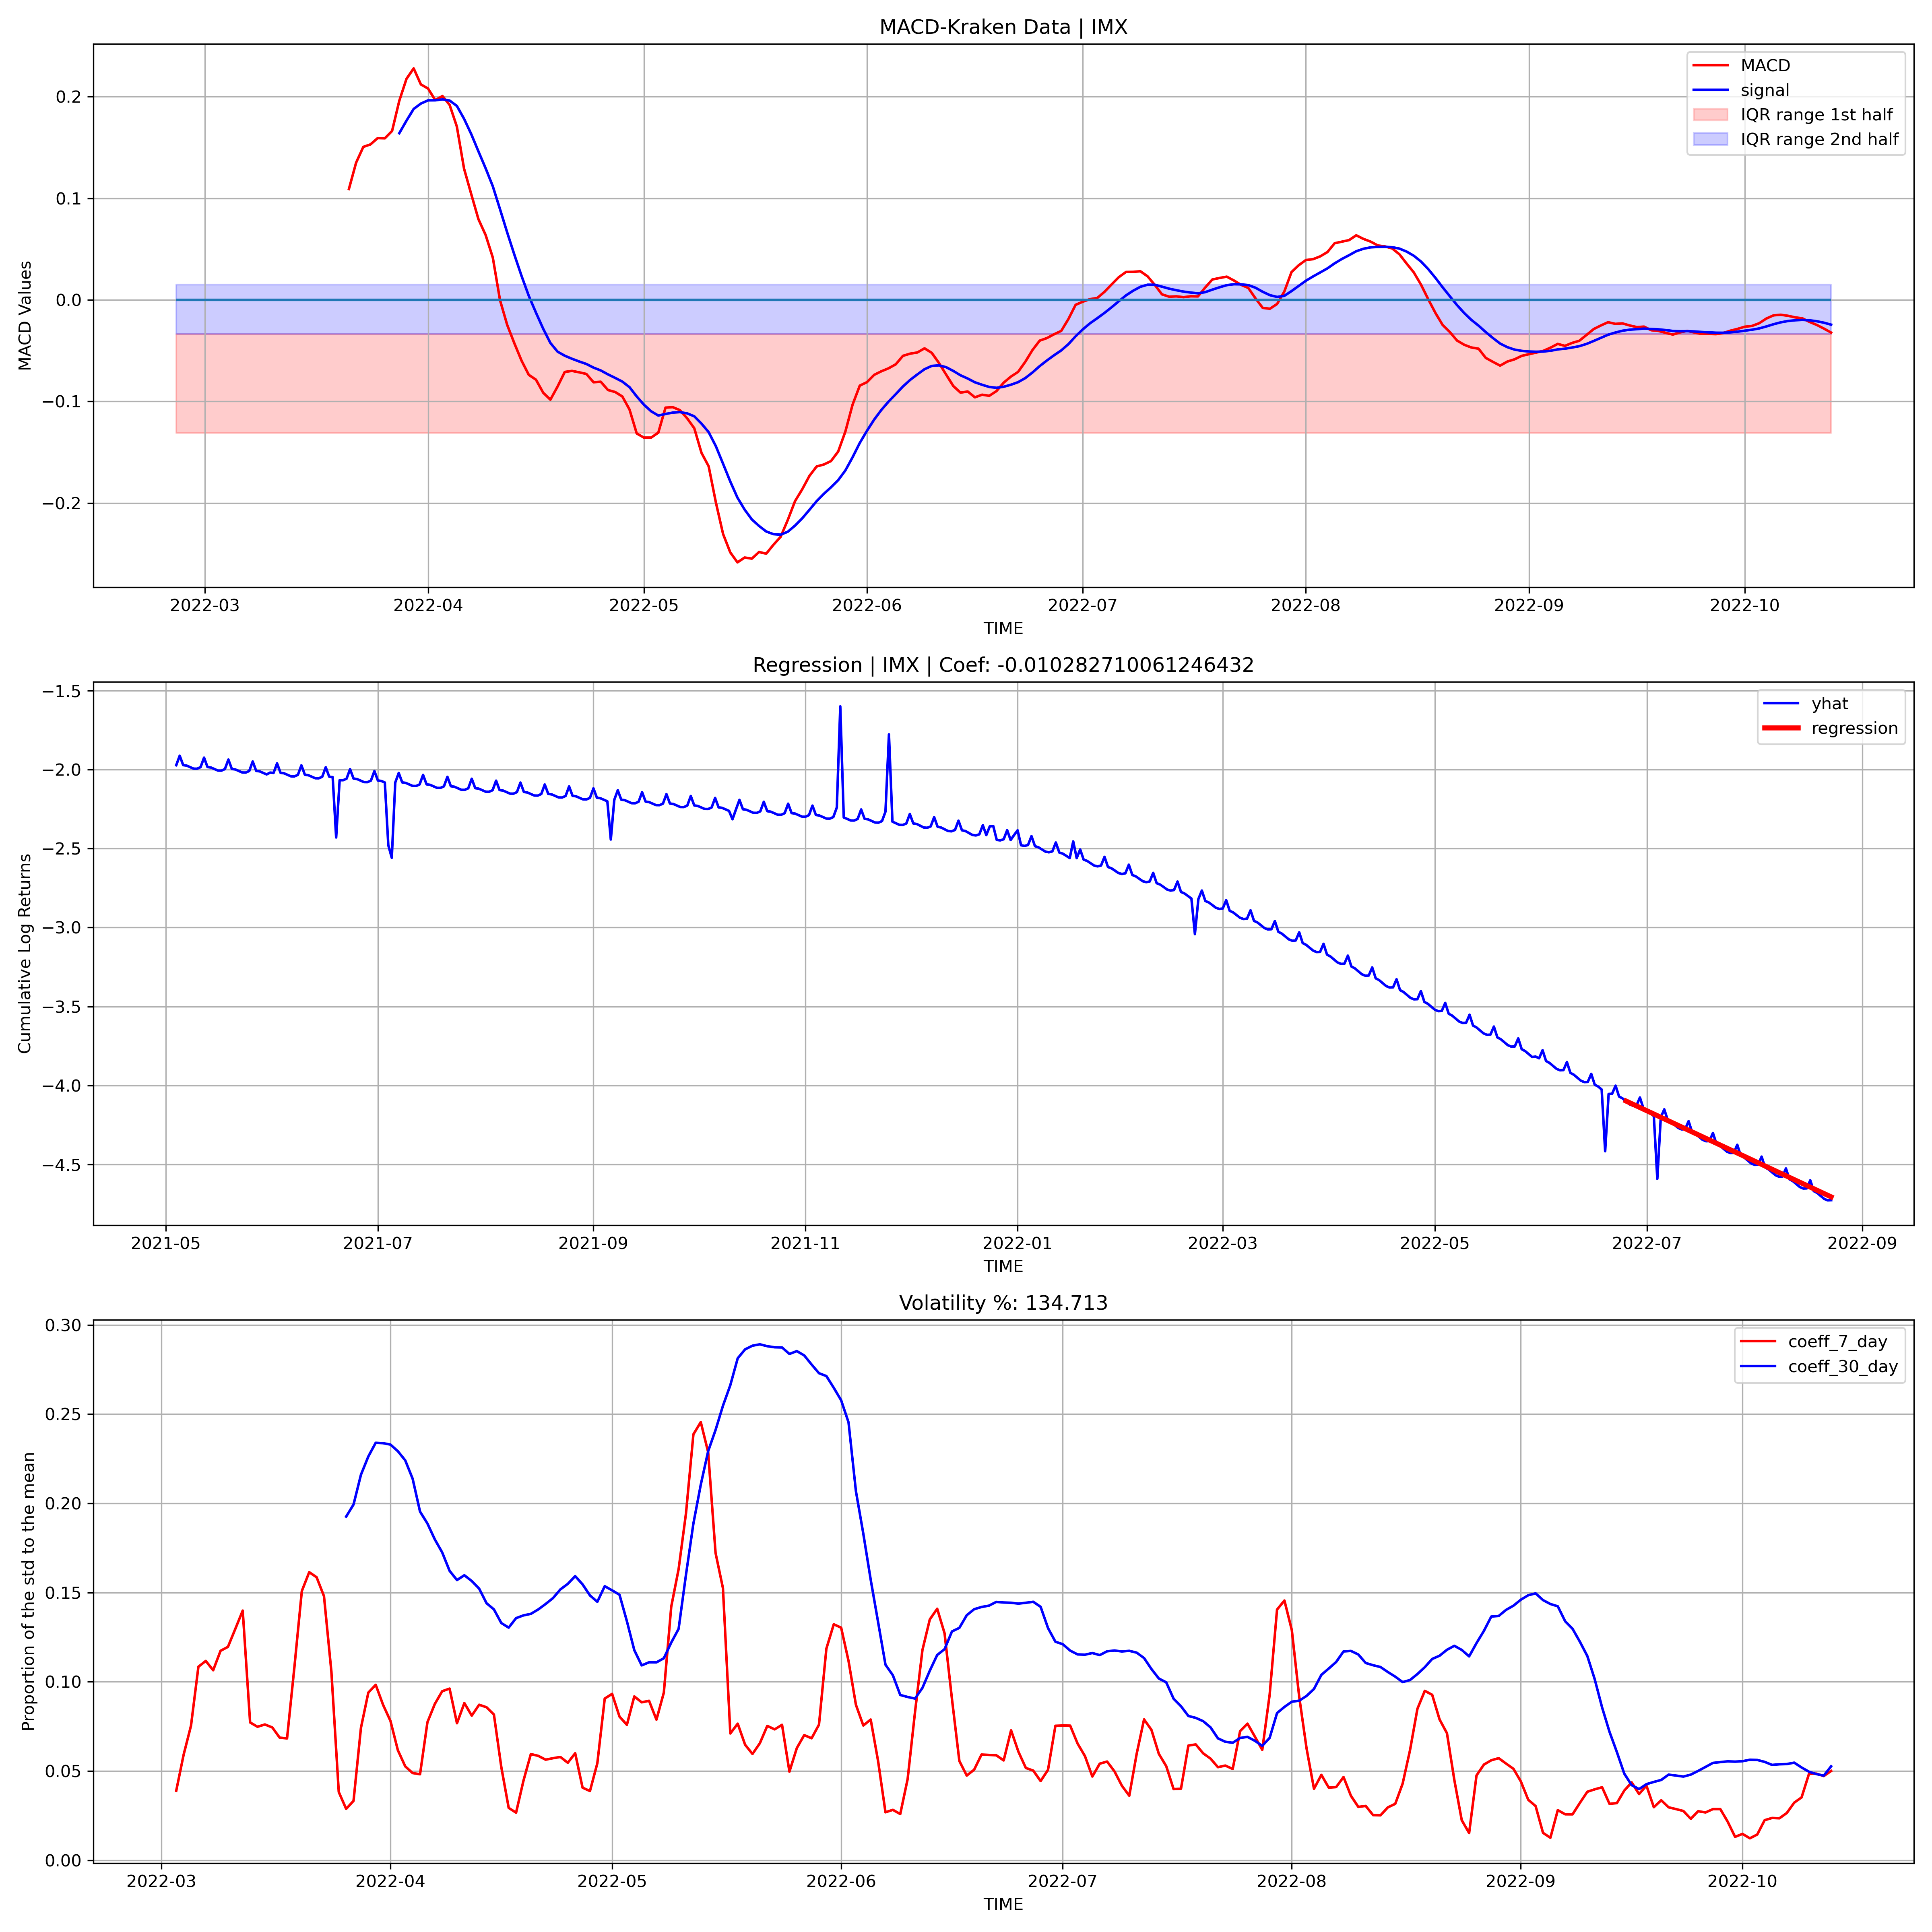 MACD-Kraken Data | IMX
MACD
signal
IQR range 1st half
IQR range 2nd half
MACD Values
0.2
0.1
0.0
−0.1
−0.2
2022-03
2022-04
2022-05
2022-06
2022-07
2022-08
2022-09
2022-10
TIME
Regression | IMX | Coef: -0.010282710061246432
yhat
regression
Cumulative Log Returns
−1.5
−2.0
−2.5
−3.0
−3.5
−4.0
−4.5
2021-05
2021-07
2021-09
2021-11
2022-01
2022-03
2022-05
2022-07
2022-09
TIME
Volatility %: 134.713
coeff_7_day
coeff_30_day
Proportion of the std to the mean
0.30
0.25
0.20
0.15
0.10
0.05
0.00
2022-03
2022-04
2022-05
2022-06
2022-07
2022-08
2022-09
2022-10
TIME